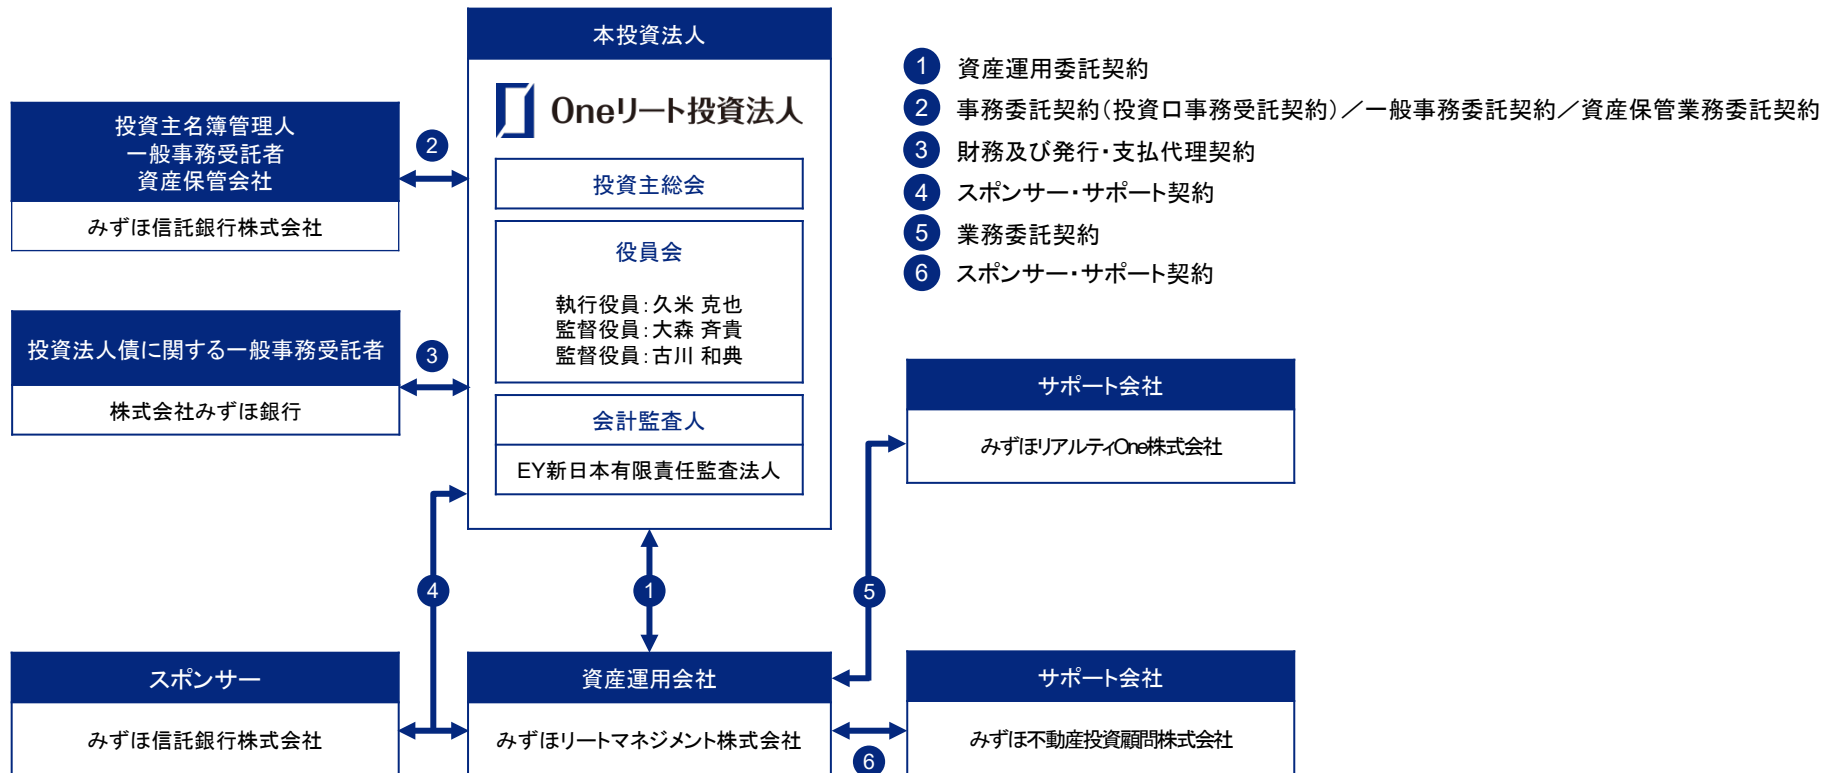 本投資法人
Oneリート投資法人
投資主総会
役員会
執行役員：久米 克也
監督役員：大森 斉貴
監督役員：古川 和典
会計監査人
EY新日本有限責任監査法人
投資主名簿管理人
一般事務受託者
資産保管会社
みずほ信託銀行株式会社
2
投資法人債に関する一般事務受託者
株式会社みずほ銀行
3
1 資産運用委託契約
2 事務委託契約（投資口事務受託契約）／一般事務委託契約／資産保管業務委託契約
3 財務及び発行・支払代理契約
4 スポンサー・サポート契約
5 業務委託契約
6 スポンサー・サポート契約
サポート会社
みずほリアルティOne株式会社
4
1
5
スポンサー
みずほ信託銀行株式会社
資産運用会社
みずほリートマネジメント株式会社
サポート会社
みずほ不動産投資顧問株式会社
6